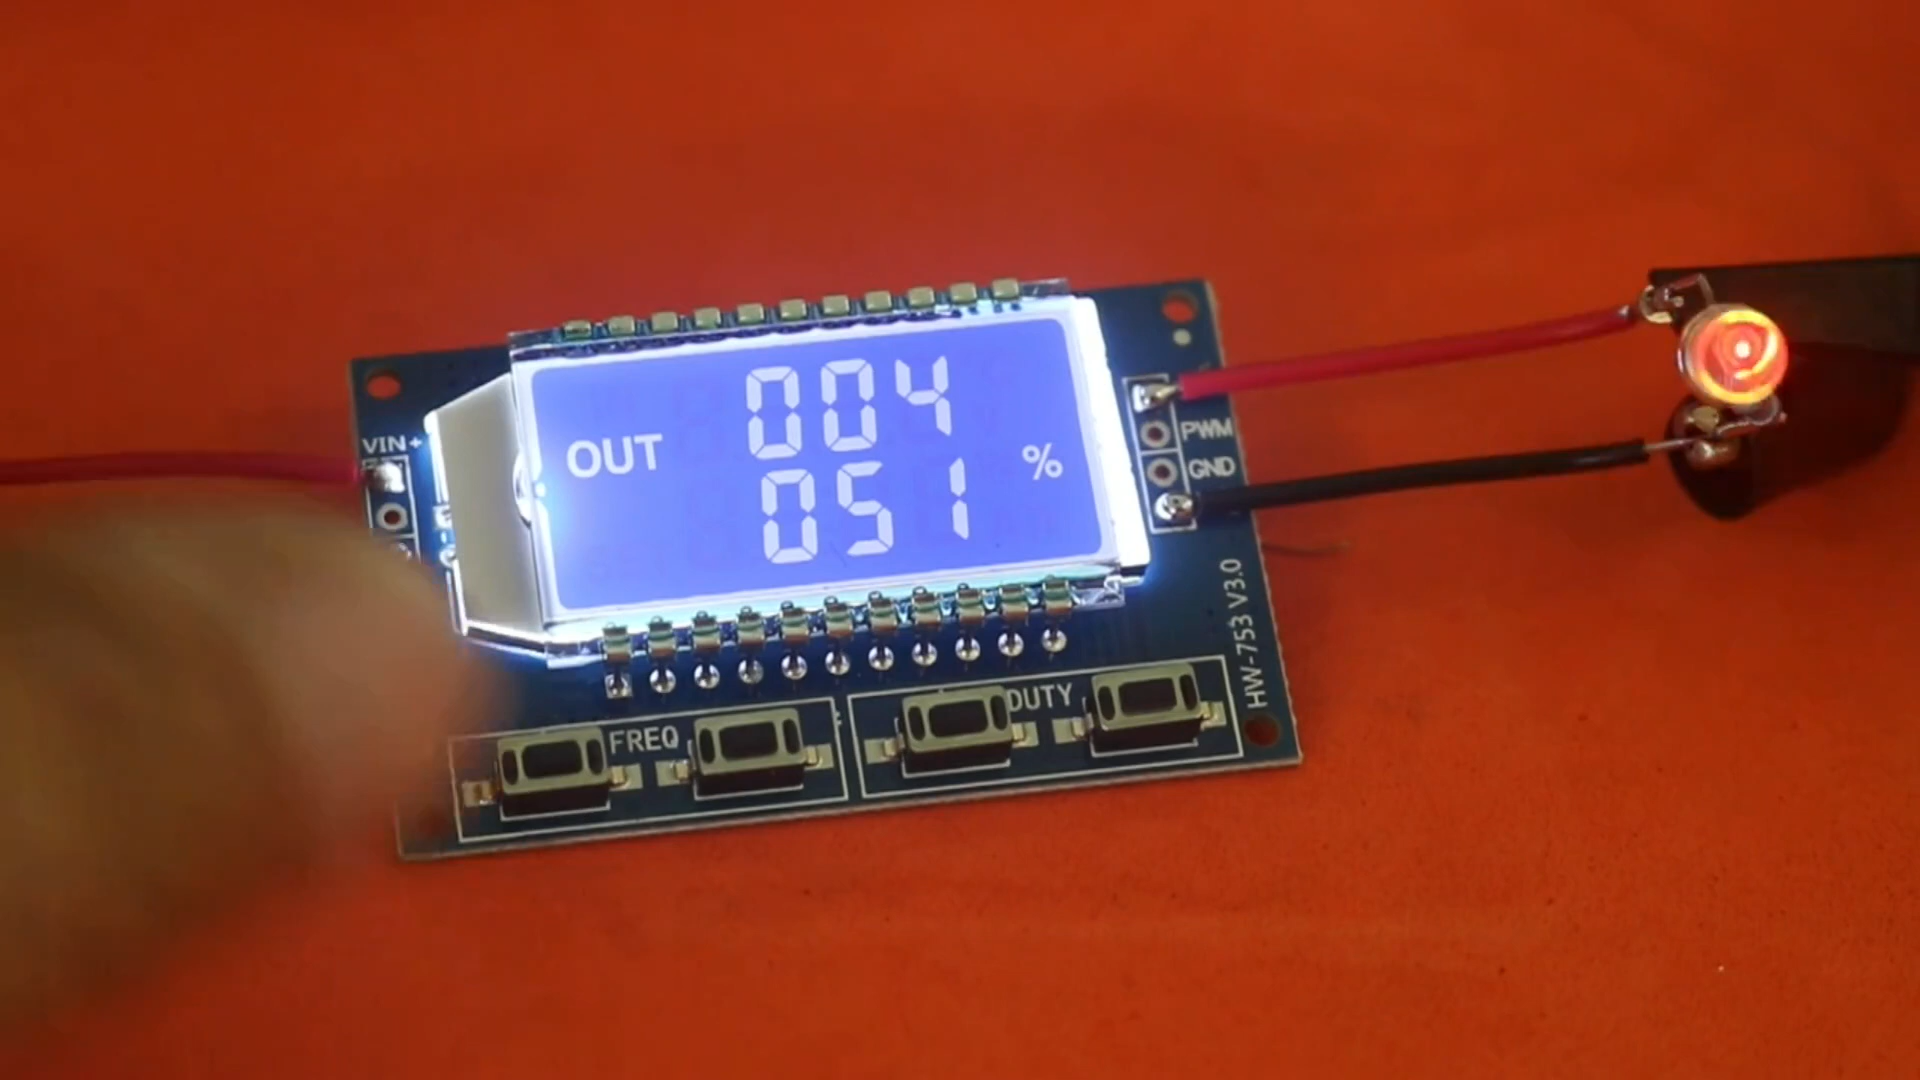 004
OUT
%
051
VIN+
PWM
GND
HW-753 V3.0
FREQ
DUTY